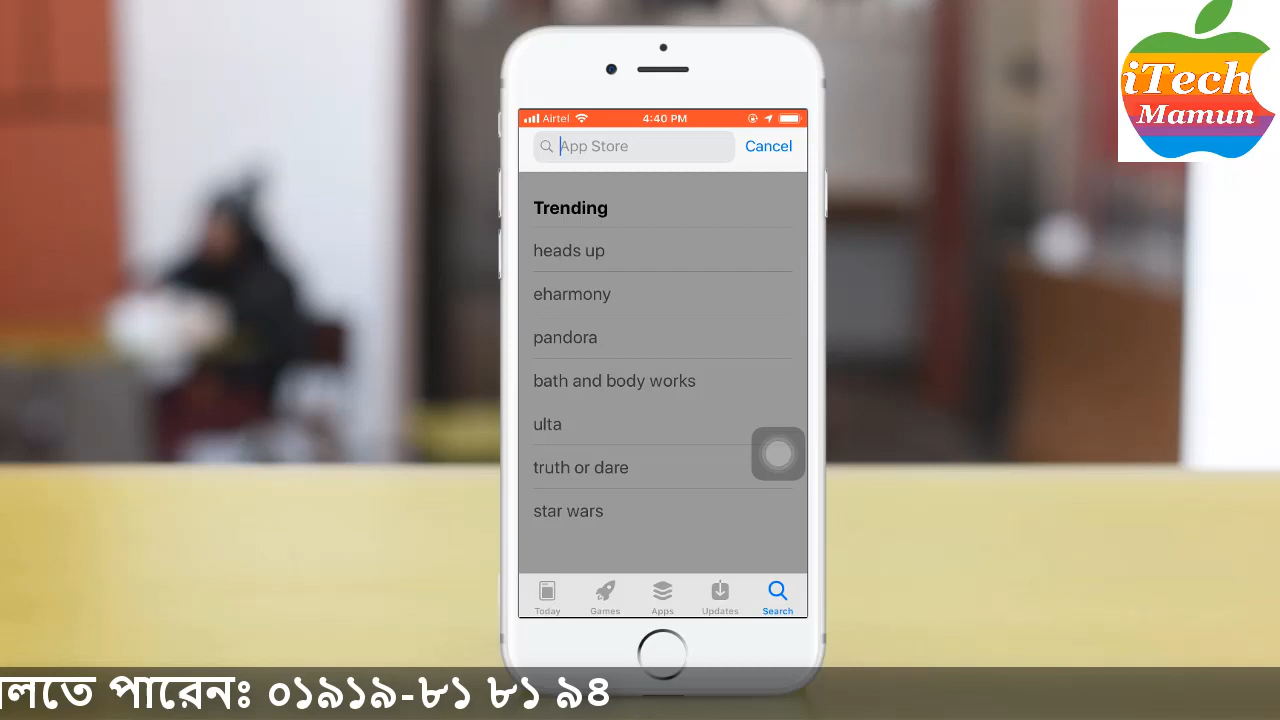 iTech
Mamun
Airtel
4:40 PM
App Store
Cancel
Trending
heads up
eharmony
pandora
bath and body works
ulta
truth or dare
star wars
Today
Games
Apps
Updates
Search
পারেনঃ ০১৯১৯-৮১ ৮১ ৯৪